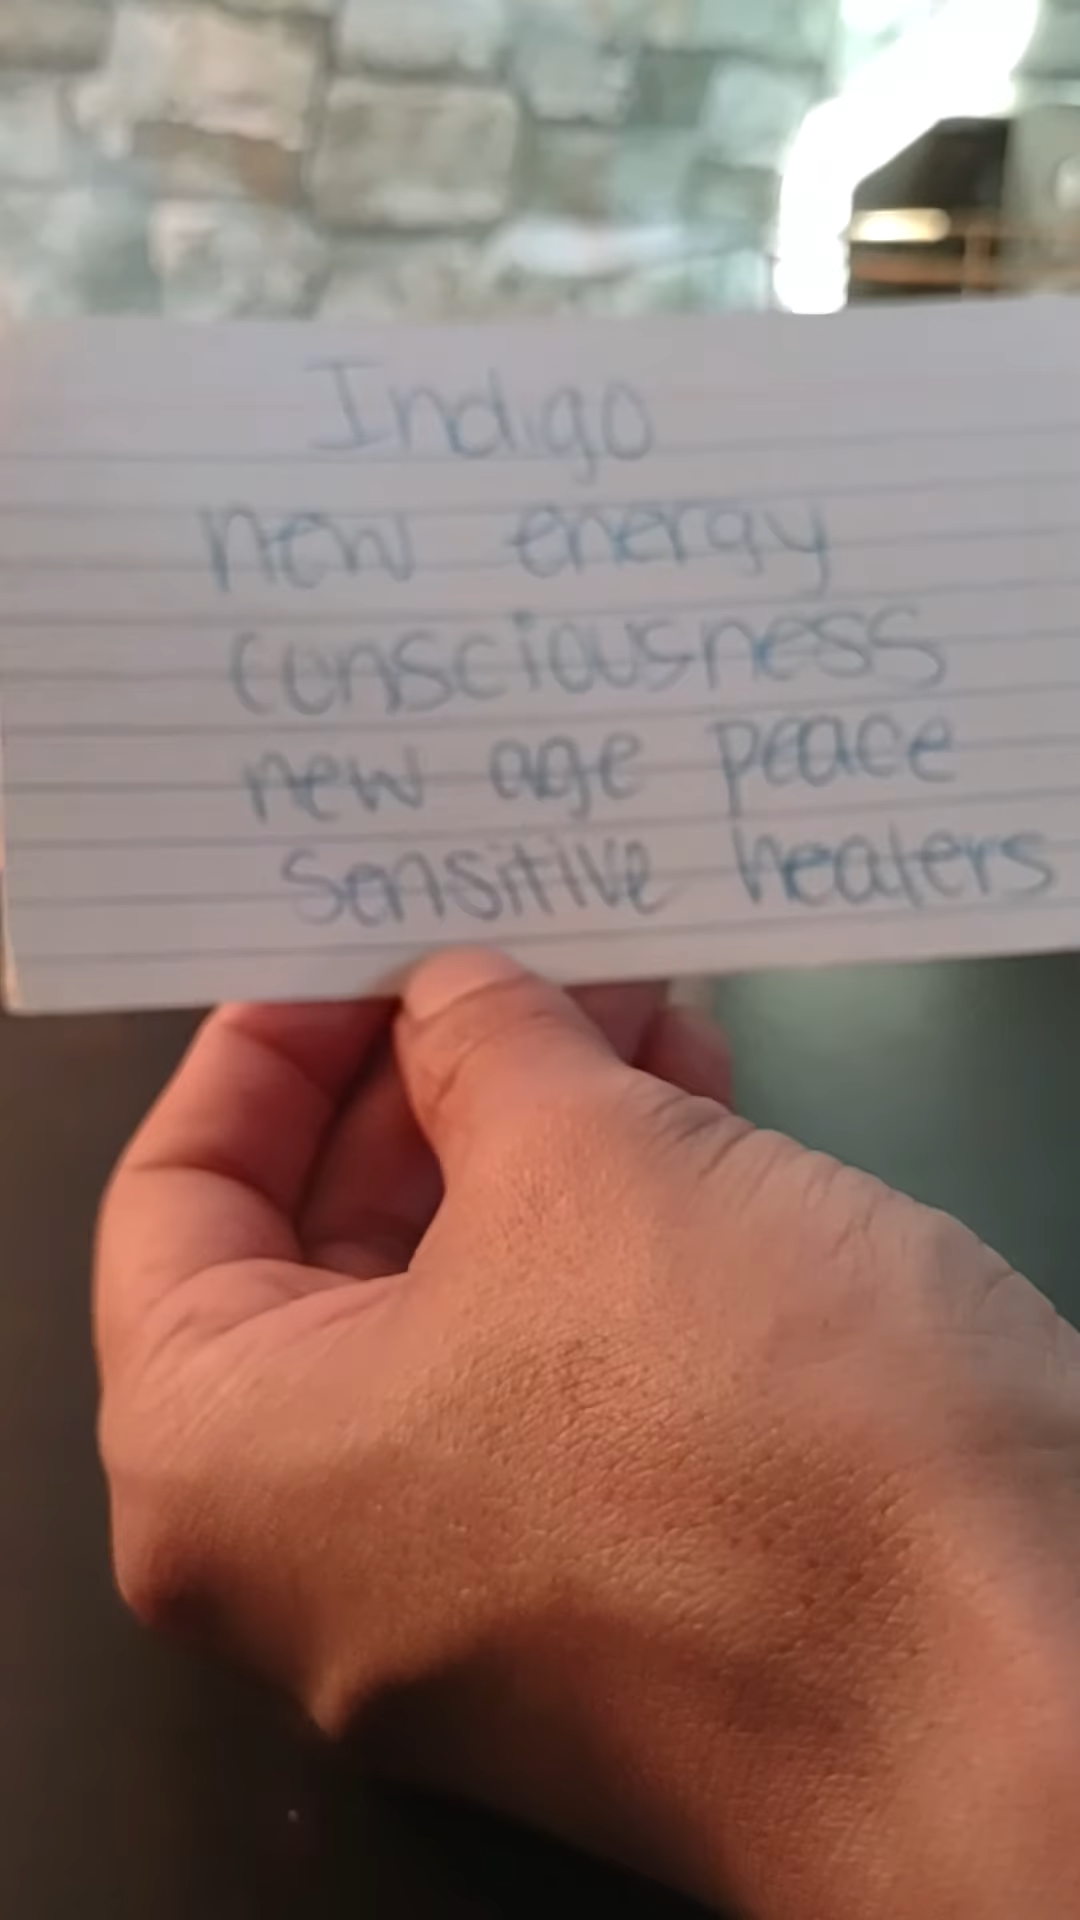 Indigo
new energy
consciousness
new age peace
sensitive healers